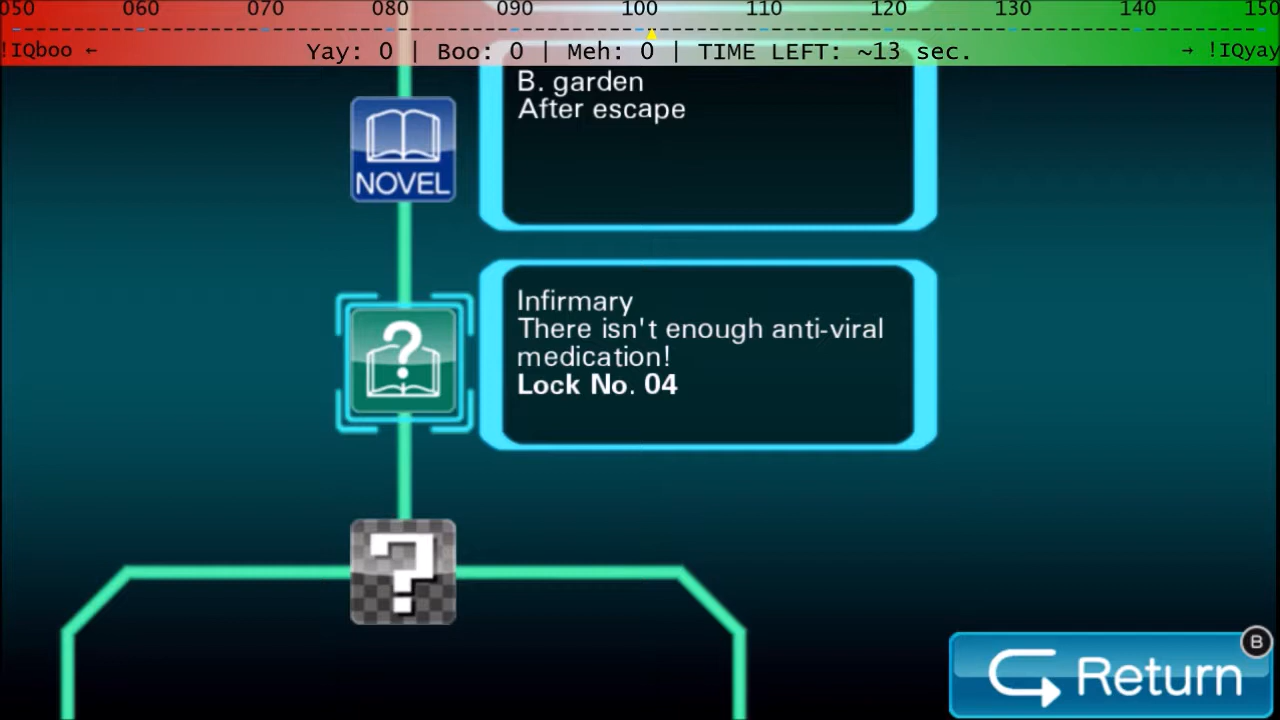 050 060 070 080 090 100 110 120 130 140 150
!IQboo ← Yay: 0 | Boo: 0 | Meh: 0 | TIME LEFT: ~13 sec. → !IQyay
B. garden
After escape
NOVEL
Infirmary
There isn't enough anti-viral
medication!
Lock No. 04
?
?
B
Return